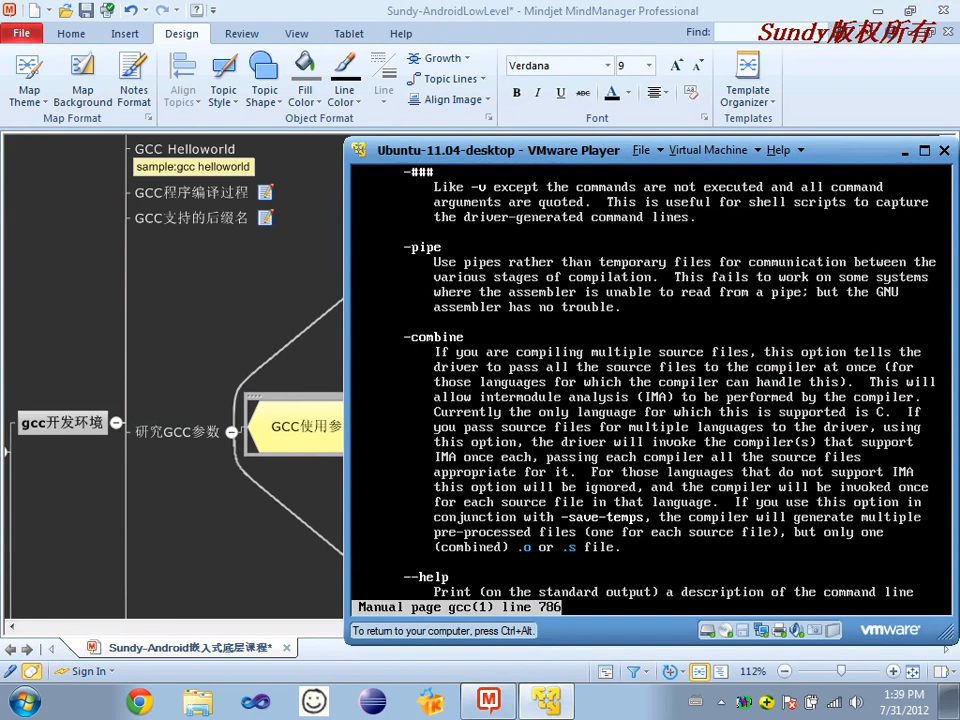 Sundy-AndroidLowLevel* - Mindjet MindManager Professional
File Home Insert Design Review View Tablet Help
Find:
Sundy版权所有
Map Theme
Map Background
Notes Format
Map Format
Align Topics
Topic Style
Topic Shape
Fill Color
Line Color
Line
Growth
Topic Lines
Align Image
Object Format
Verdana 9
B I U ABC A
Font
Template Organizer
Templates
GCC Helloworld
sample:gcc helloworld
GCC程序编译过程
GCC支持的后缀名
gcc开发环境
研究GCC参数
GCC使用参
Ubuntu-11.04-desktop - VMware Player File Virtual Machine Help
-###
Like -v except the commands are not executed and all command
arguments are quoted. This is useful for shell scripts to capture
the driver-generated command lines.
-pipe
Use pipes rather than temporary files for communication between the
various stages of compilation. This fails to work on some systems
where the assembler is unable to read from a pipe; but the GNU
assembler has no trouble.
-combine
If you are compiling multiple source files, this option tells the
driver to pass all the source files to the compiler at once (for
those languages for which the compiler can handle this). This will
allow intermodule analysis (IMA) to be performed by the compiler.
Currently the only language for which this is supported is C. If
you pass source files for multiple languages to the driver, using
this option, the driver will invoke the compiler(s) that support
IMA once each, passing each compiler all the source files
appropriate for it. For those languages that do not support IMA
this option will be ignored, and the compiler will be invoked once
for each source file in that language. If you use this option in
conjunction with -save-temps, the compiler will generate multiple
pre-processed files (one for each source file), but only one
(combined) .o or .s file.
--help
Print (on the standard output) a description of the command line
Manual page gcc(1) line 786
To return to your computer, press Ctrl+Alt.
vmware
Sundy-Android嵌入式底层课程*
Sign In
112%
1:39 PM
7/31/2012